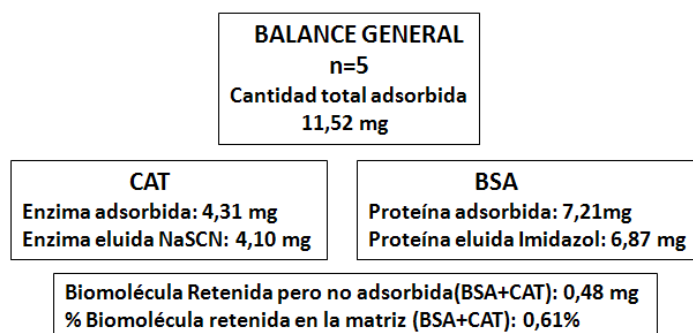 BALANCE GENERAL
n=5
Cantidad total adsorbida
11,52 mg
CAT
Enzima adsorbida: 4,31 mg
Enzima eluida NaSCN: 4,10 mg
BSA
Proteína adsorbida: 7,21mg
Proteína eluida Imidazol: 6,87 mg
Biomolécula Retenida pero no adsorbida(BSA+CAT): 0,48 mg
% Biomolécula retenida en la matriz (BSA+CAT): 0,61%